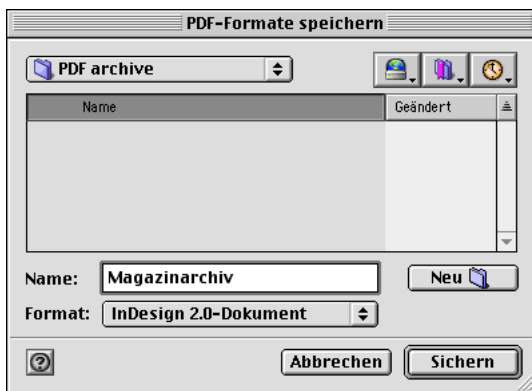 PDF-Formate speichern
PDF archive
Name Geändert
Name: Magazinarchiv Neu
Format: InDesign 2.0-Dokument
? Abbrechen Sichern